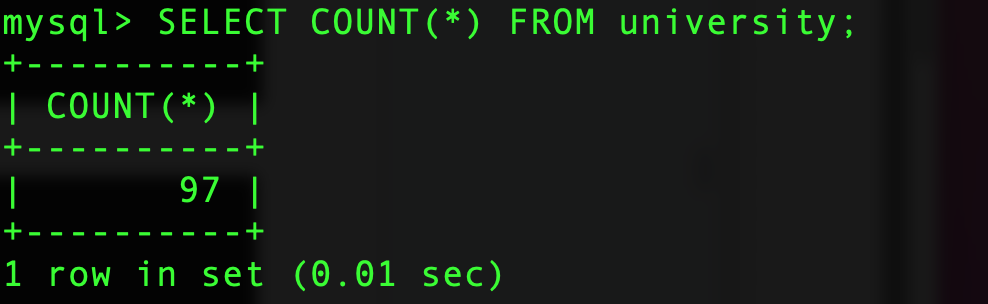 mysql> SELECT COUNT(*) FROM university;
+----------+
| COUNT(*) |
+----------+
|       97 |
+----------+
1 row in set (0.01 sec)